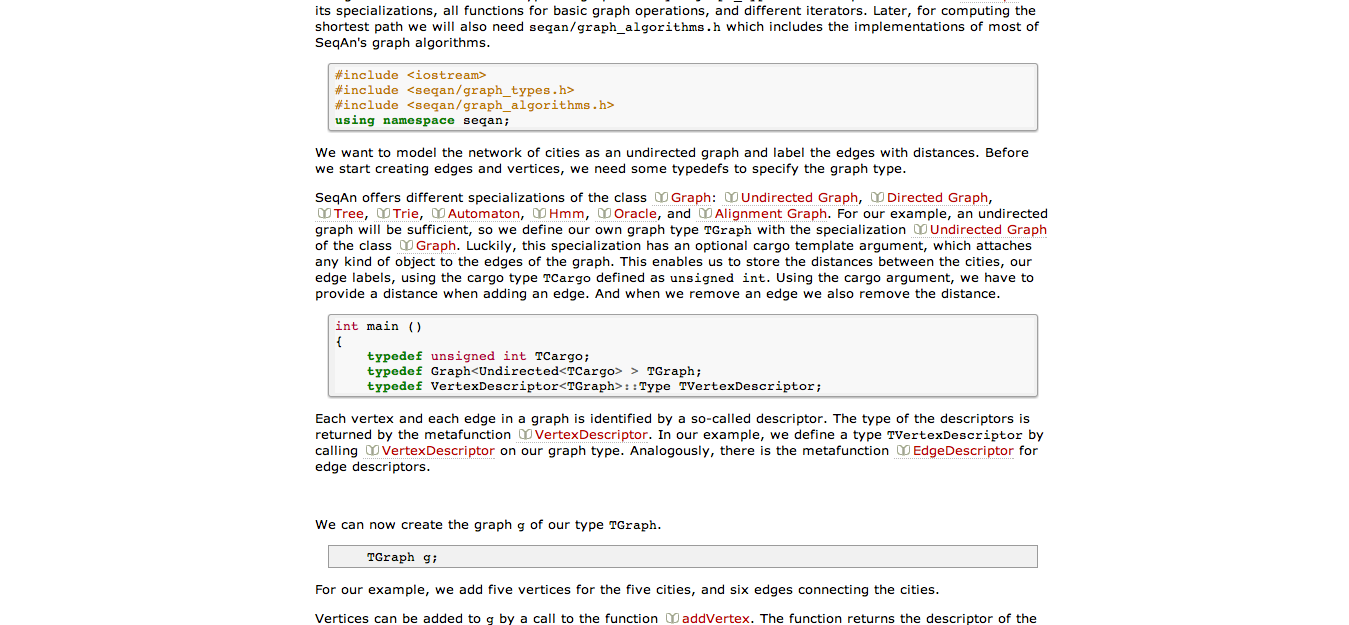 its specializations, all functions for basic graph operations, and different iterators. Later, for computing the
shortest path we will also need seqan/graph_algorithms.h which includes the implementations of most of
SeqAn's graph algorithms.
#include <iostream>
#include <seqan/graph_types.h>
#include <seqan/graph_algorithms.h>
using namespace seqan;
We want to model the network of cities as an undirected graph and label the edges with distances. Before
we start creating edges and vertices, we need some typedefs to specify the graph type.
SeqAn offers different specializations of the class Graph: Undirected Graph, Directed Graph,
Tree, Trie, Automaton, Hmm, Oracle, and Alignment Graph. For our example, an undirected
graph will be sufficient, so we define our own graph type TGraph with the specialization Undirected Graph
of the class Graph. Luckily, this specialization has an optional cargo template argument, which attaches
any kind of object to the edges of the graph. This enables us to store the distances between the cities, our
edge labels, using the cargo type TCargo defined as unsigned int. Using the cargo argument, we have to
provide a distance when adding an edge. And when we remove an edge we also remove the distance.
int main ()
{
    typedef unsigned int TCargo;
    typedef Graph<Undirected<TCargo> > TGraph;
    typedef VertexDescriptor<TGraph>::Type TVertexDescriptor;
Each vertex and each edge in a graph is identified by a so-called descriptor. The type of the descriptors is
returned by the metafunction VertexDescriptor. In our example, we define a type TVertexDescriptor by
calling VertexDescriptor on our graph type. Analogously, there is the metafunction EdgeDescriptor for
edge descriptors.
We can now create the graph g of our type TGraph.
    TGraph g;
For our example, we add five vertices for the five cities, and six edges connecting the cities.
Vertices can be added to g by a call to the function addVertex. The function returns the descriptor of the